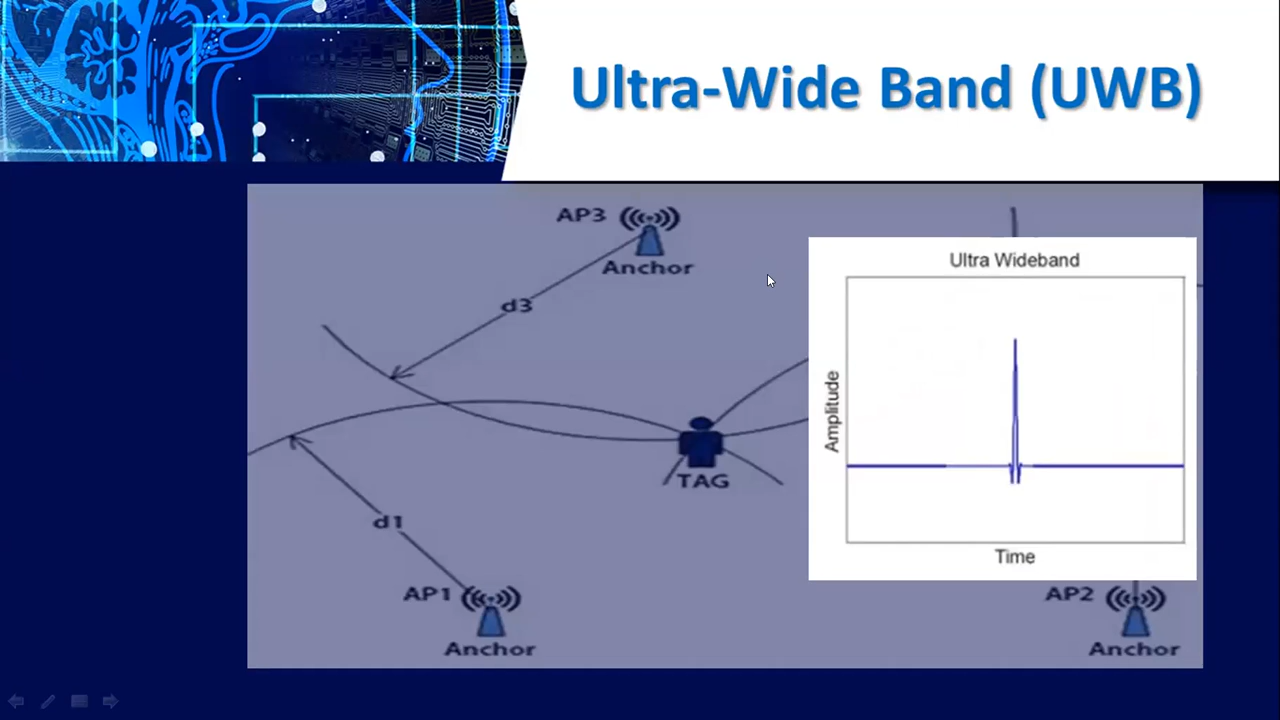 Ultra-Wide Band (UWB)
AP3
Anchor
d3
Ultra Wideband
Amplitude
Time
TAG
d1
AP1
Anchor
AP2
Anchor